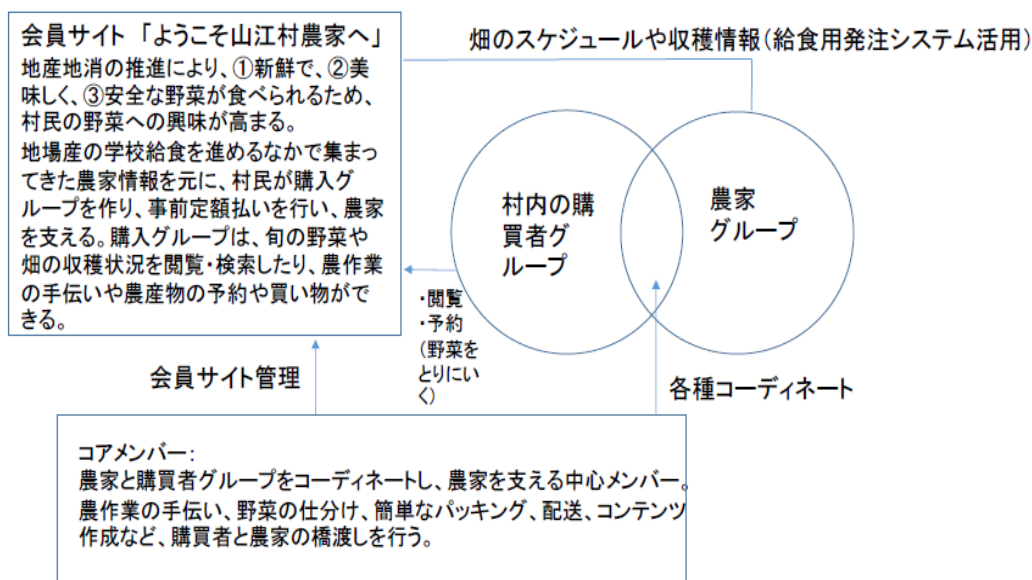 会員サイト 「ようこそ山江村農家へ」
地産地消の推進により、①新鮮で、②美
味しく、③安全な野菜が食べられるため、
村民の野菜への興味が高まる。
地場産の学校給食を進めるなかで集まっ
てきた農家情報を元に、村民が購入グ
ループを作り、事前定額払いを行い、農家
を支える。購入グループは、旬の野菜や
畑の収穫状況を閲覧・検索したり、農作業
の手伝いや農産物の予約や買い物がで
きる。
畑のスケジュールや収穫情報(給食用発注システム活用)
村内の購
買者グ
ループ
農家
グループ
・閲覧
・予約
(野菜を
とりにい
く)
会員サイト管理
各種コーディネート
コアメンバー:
農家と購買者グループをコーディネートし、農家を支える中心メンバー。
農作業の手伝い、野菜の仕分け、簡単なパッキング、配送、コンテンツ
作成など、購買者と農家の橋渡しを行う。